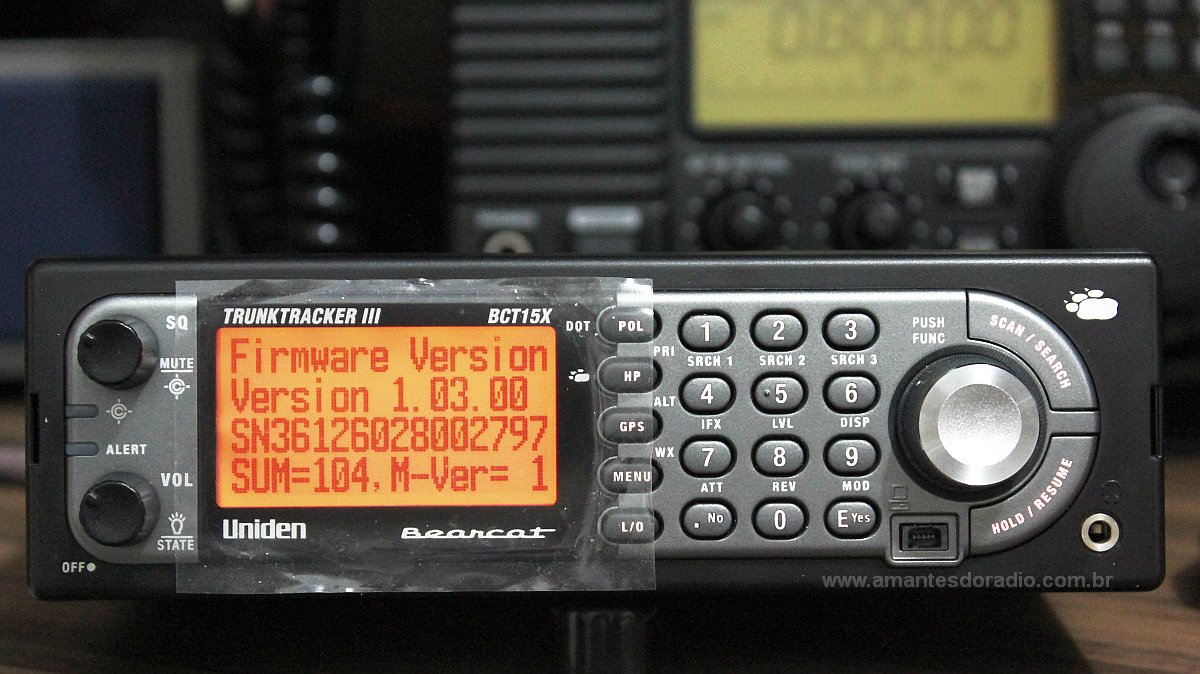 TRUNKTRACKER III BCT15X
Firmware Version
Version 1.03.00
SN36126028002797
SUM=104, M-Ver= 1
Uniden Bearcat
SQ
MUTE
ALERT
VOL
STATE
OFF
DOT POL
HP
GPS
MENU
L/O
PRI
ALT
WX
1 2 3
SRCH 1 SRCH 2 SRCH 3
4 5 6
IFX LVL DISP
7 8 9
ATT REV MOD
. No 0 E Yes
PUSH
FUNC
SCAN / SEARCH
HOLD / RESUME
www.amantesdoradio.com.br